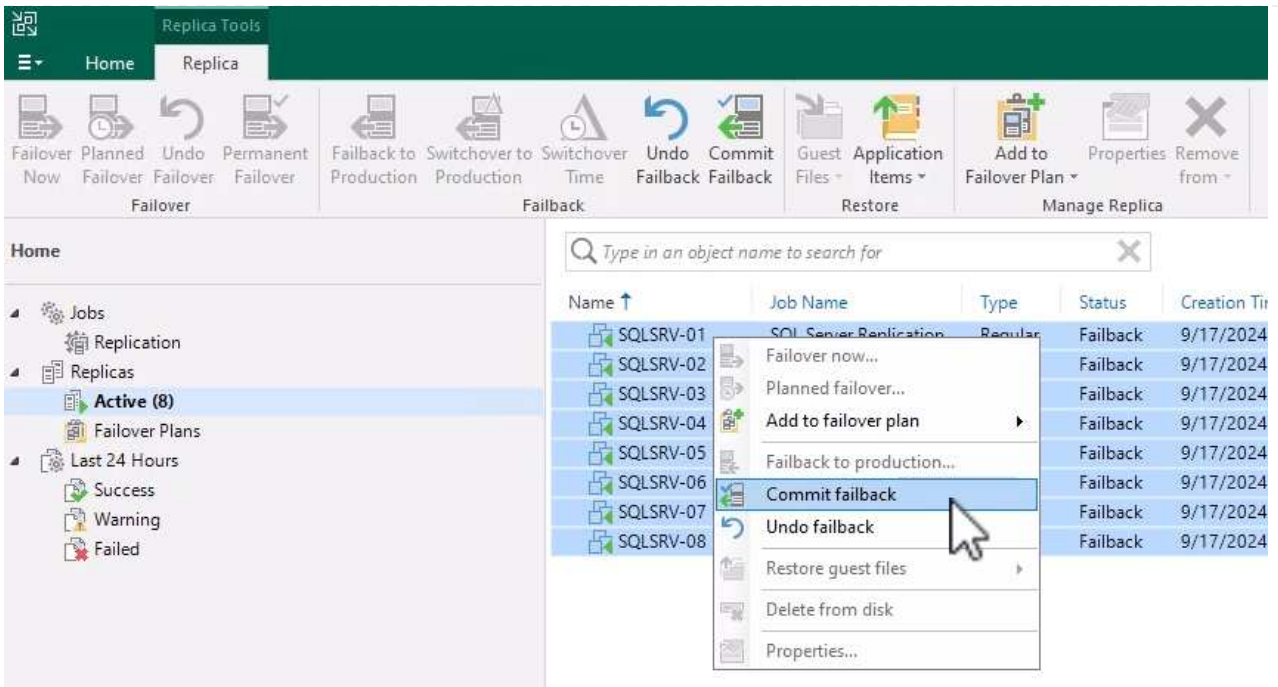 Replica Tools
Home Replica
Failover Now Planned Failover Undo Failover Permanent Failover Failback to Production Switchover to Production Switchover Time Undo Failback Commit Failback Guest Files Application Items Add to Failover Plan Properties Remove from
Failover Failback Restore Manage Replica
Home
Type in an object name to search for
Jobs
Replication
Replicas
Active (8)
Failover Plans
Last 24 Hours
Success
Warning
Failed
Name Job Name Type Status Creation Tir
SQLSRV-01 SQL Server Replication Regular Failback 9/17/2024
SQLSRV-02 Failback 9/17/2024
SQLSRV-03 Failback 9/17/2024
SQLSRV-04 Failback 9/17/2024
SQLSRV-05 Failback 9/17/2024
SQLSRV-06 Failback 9/17/2024
SQLSRV-07 Failback 9/17/2024
SQLSRV-08 Failback 9/17/2024
Failover now...
Planned failover...
Add to failover plan
Failback to production...
Commit failback
Undo failback
Restore guest files
Delete from disk
Properties...